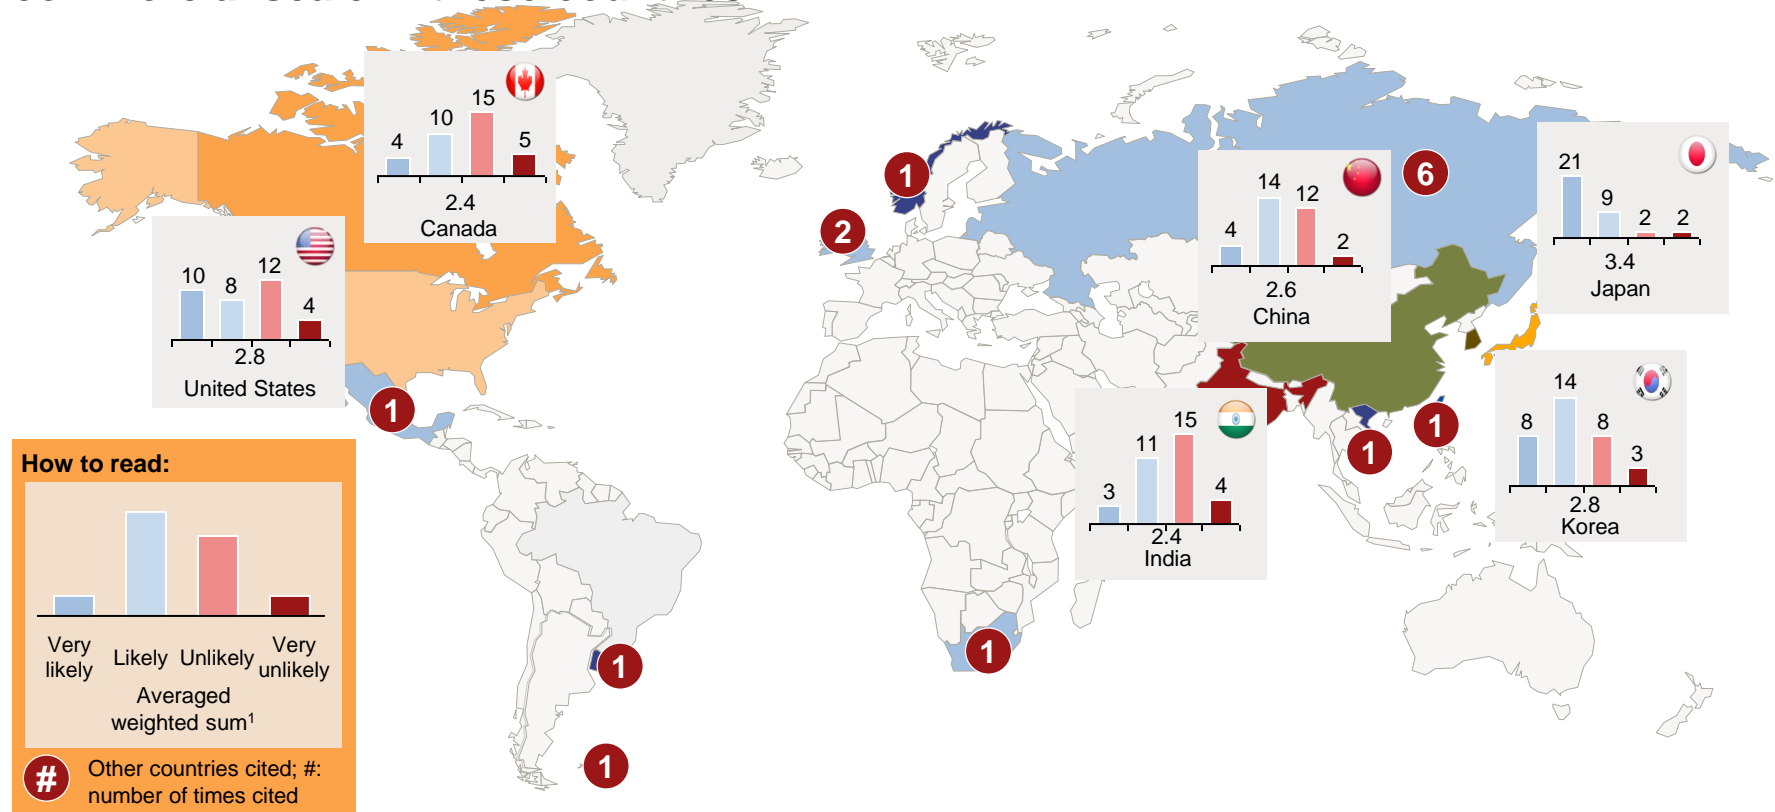 4
10
15
5
2.4
Canada
10
8
12
4
2.8
United States
1
2
1
4
14
12
2
2.6
China
6
21
9
2
2
3.4
Japan
3
11
15
4
2.4
India
1
1
8
14
8
3
2.8
Korea
1
1
1
1
How to read:
Very likely
Likely
Unlikely
Very unlikely
Averaged
weighted sum1
#
Other countries cited; #:
number of times cited